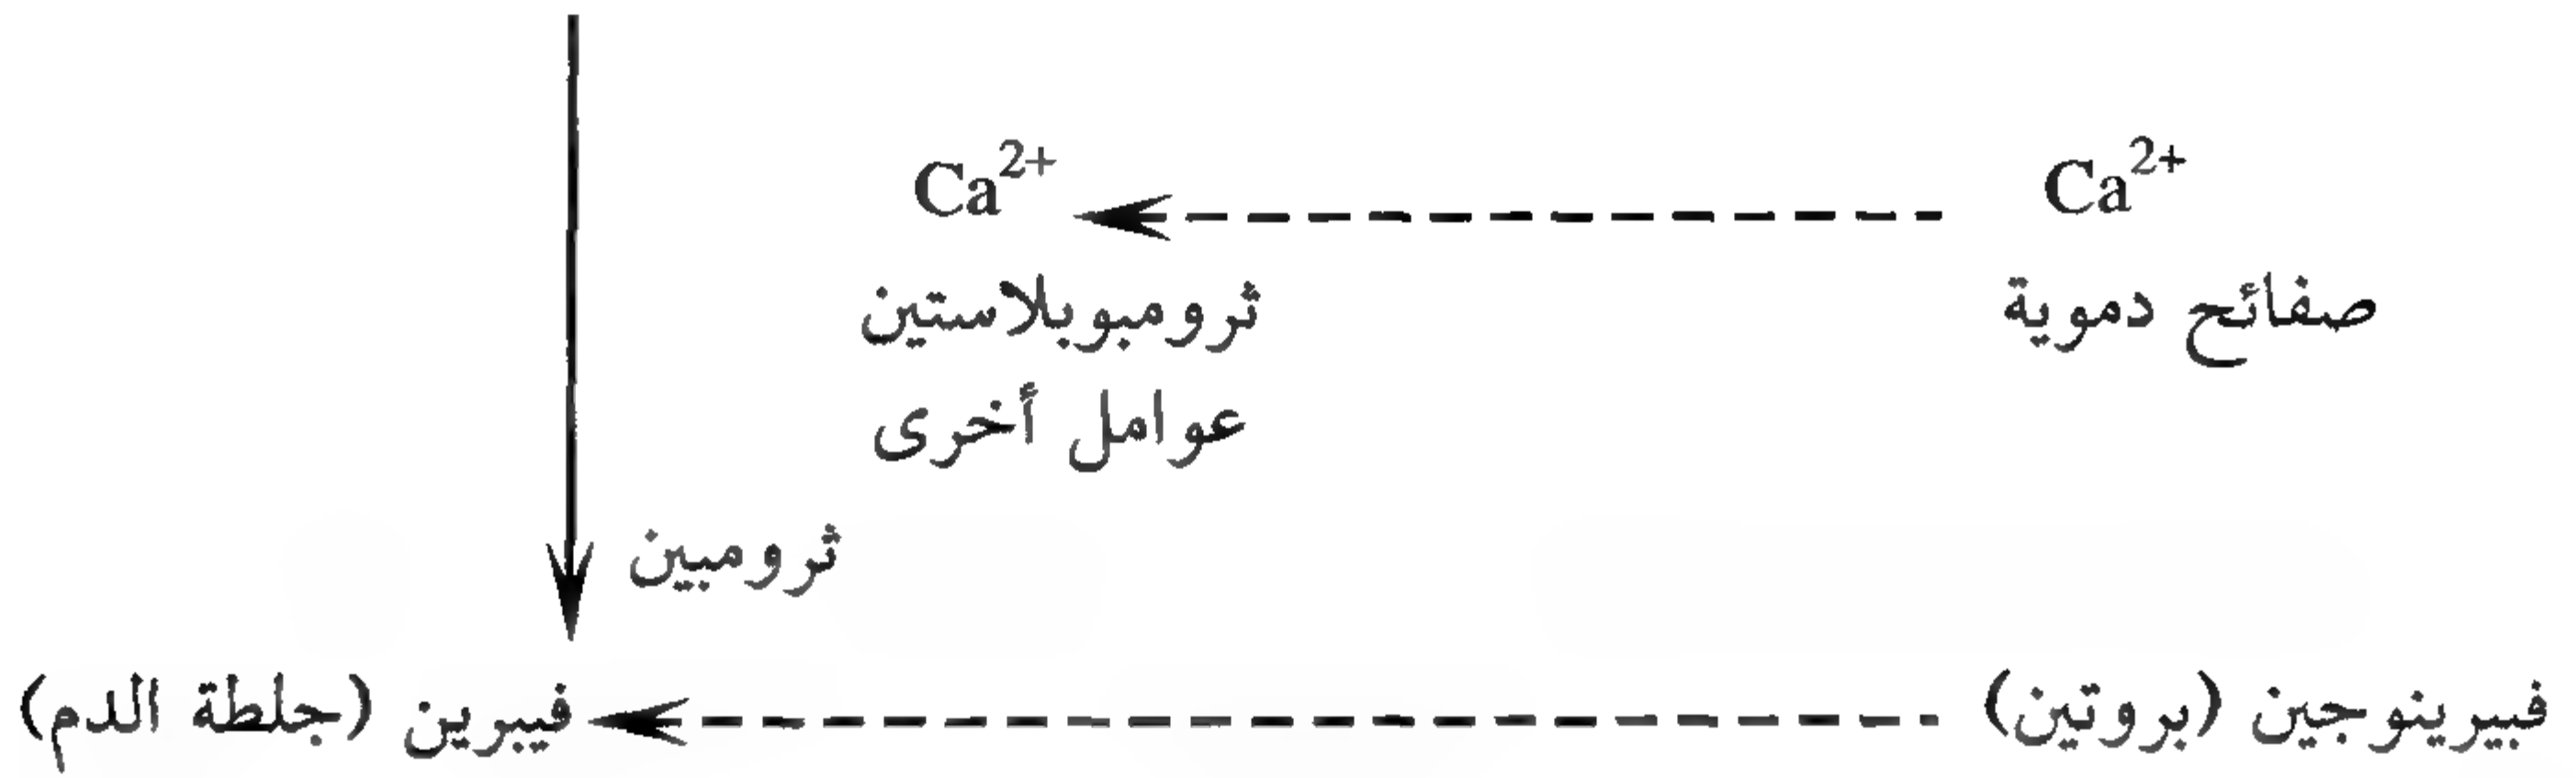 Ca²⁺ Ca²⁺
صفائح دموية ثرومبوبلاستين
عوامل أخرى
ثرومبين
فيبرينوجين (بروتين) فيبرين (جلطة الدم)